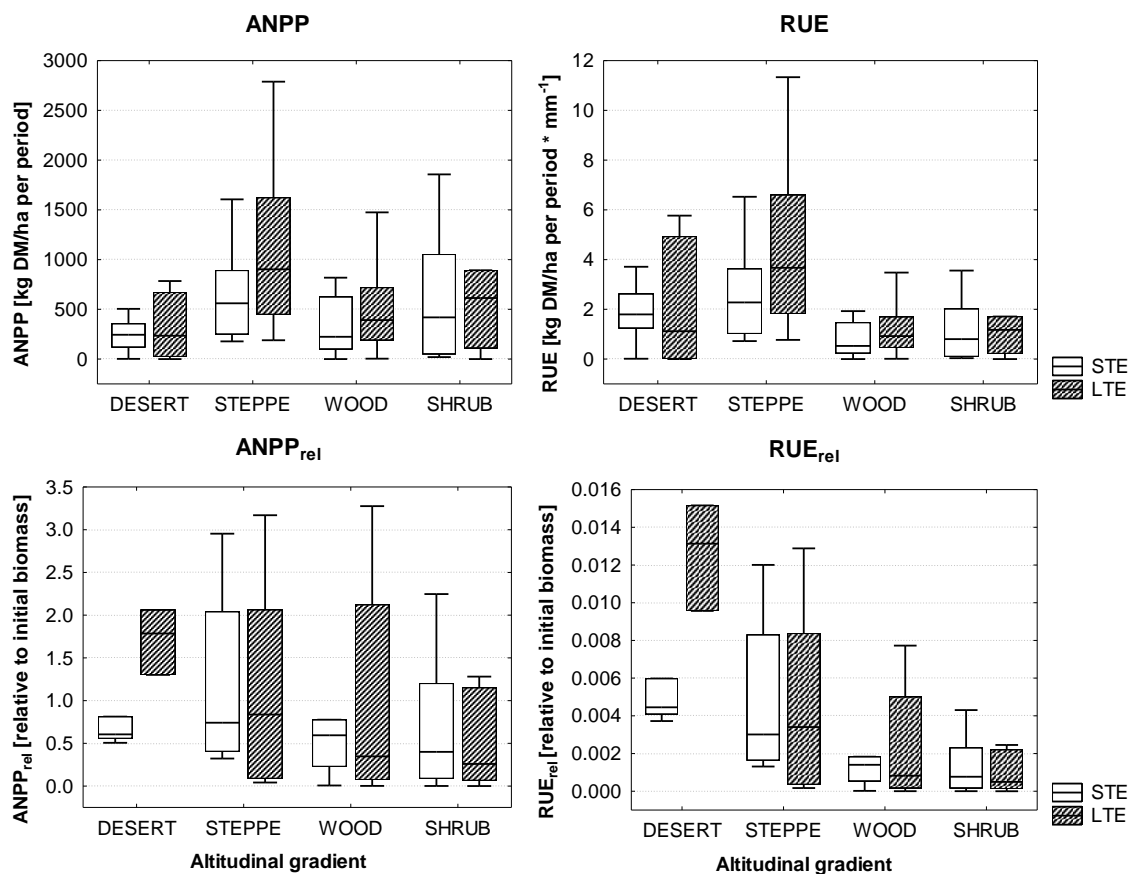 ANPP
RUE
ANPP [kg DM/ha per period]
3000
2500
2000
1500
1000
500
0
DESERT STEPPE WOOD SHRUB
RUE [kg DM/ha per period * mm⁻¹]
12
10
8
6
4
2
0
DESERT STEPPE WOOD SHRUB
STE
LTE
ANPPrel
RUErel
ANPPrel [relative to initial biomass]
3.5
3.0
2.5
2.0
1.5
1.0
0.5
0.0
DESERT STEPPE WOOD SHRUB
Altitudinal gradient
RUErel [relative to initial biomass]
0.016
0.014
0.012
0.010
0.008
0.006
0.004
0.002
0.000
DESERT STEPPE WOOD SHRUB
Altitudinal gradient
STE
LTE